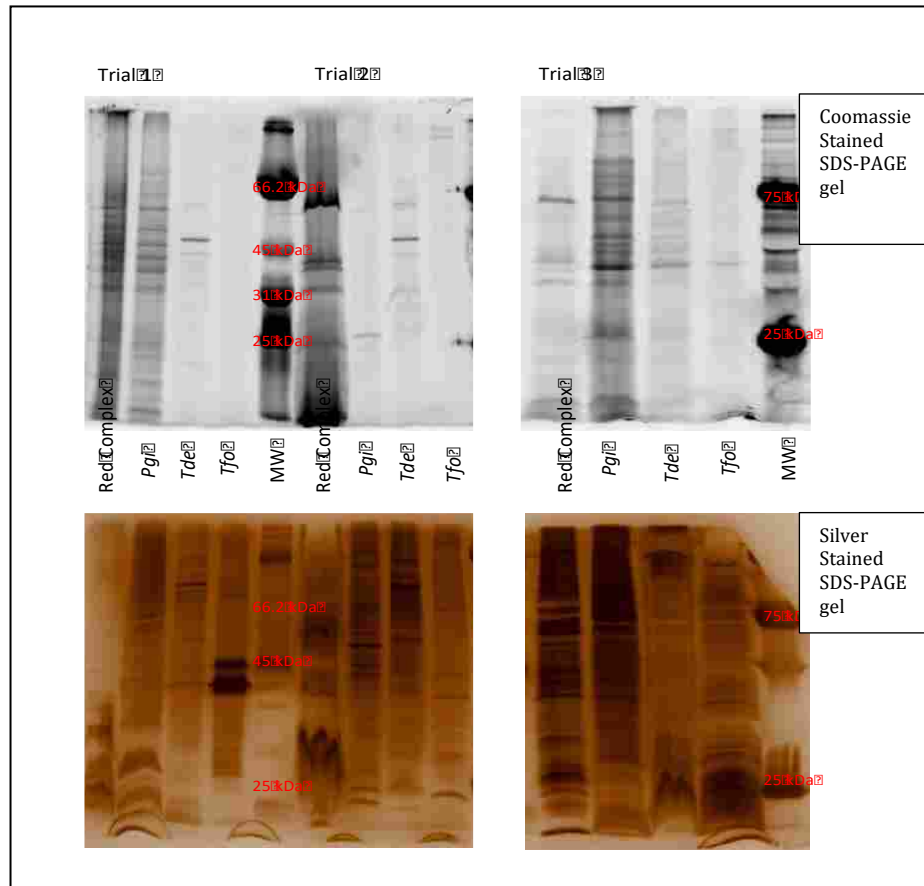 Trial 1
Trial 2
Trial 3
Coomassie
Stained
SDS-PAGE
gel
66.2 kDa
45 kDa
31 kDa
25 kDa
75 kDa
25 kDa
Red Complex
Pgi
Tde
Tfo
MW
Red Complex
Pgi
Tde
Tfo
Red Complex
Pgi
Tde
Tfo
MW
Silver
Stained
SDS-PAGE
gel
66.2 kDa
45 kDa
25 kDa
75 kDa
25 kDa